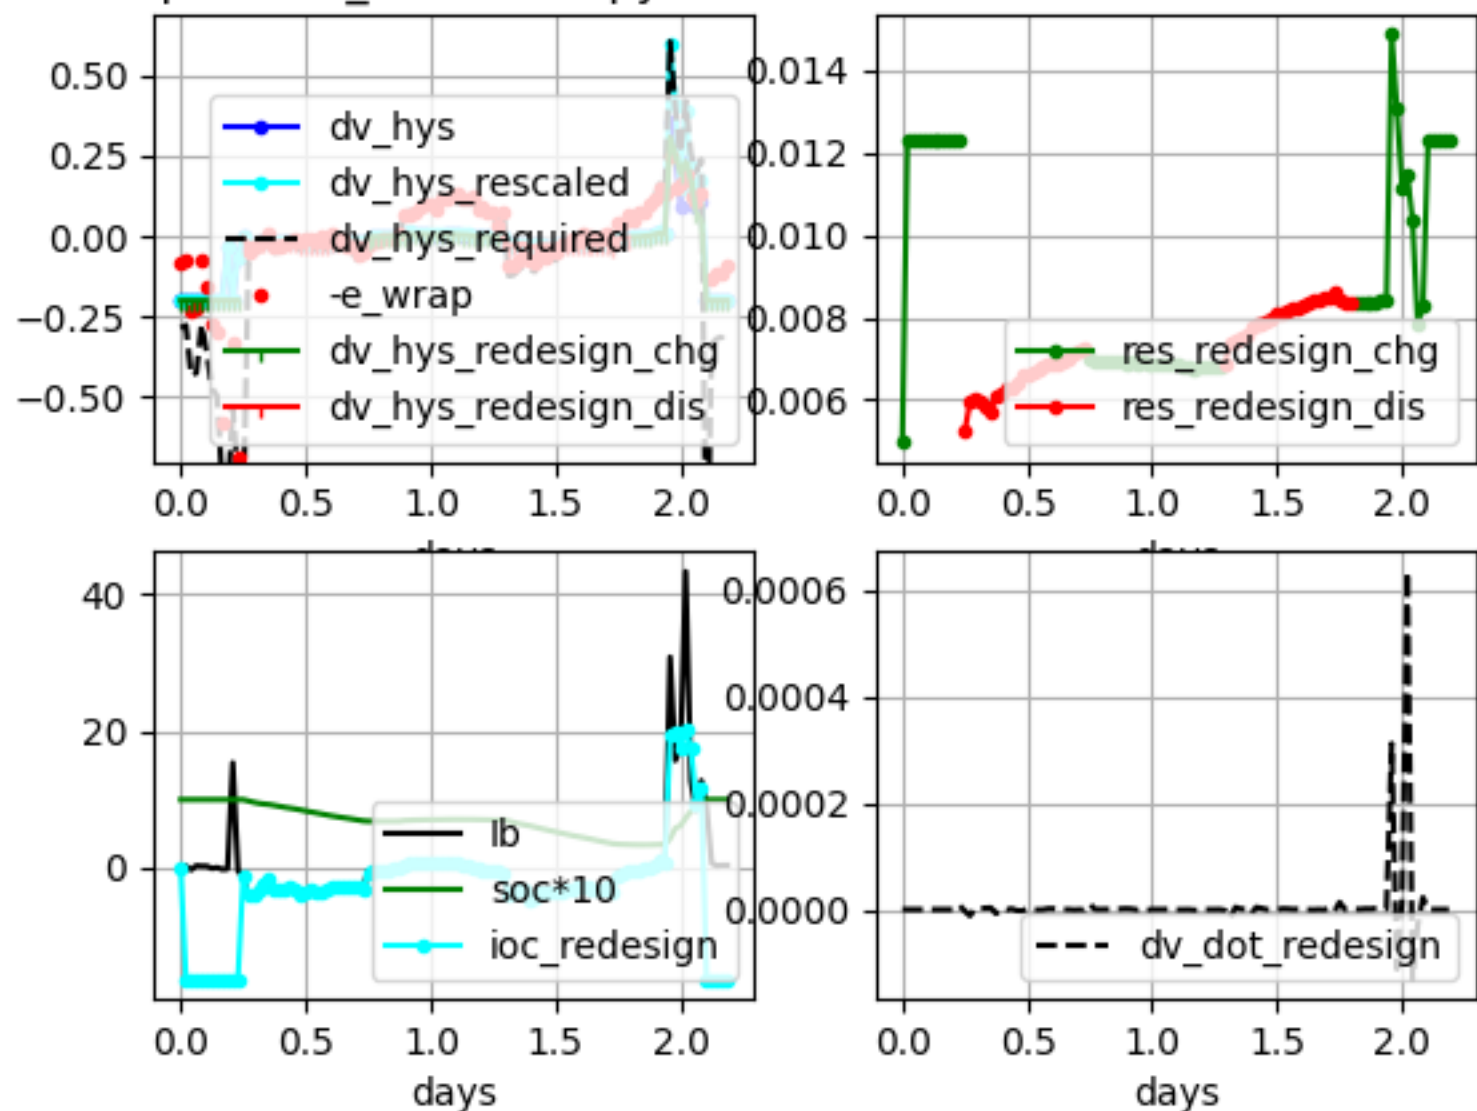 0.50
0.25
0.00
−0.25
−0.50
dv_hys
dv_hys_rescaled
dv_hys_required
-e_wrap
dv_hys_redesign_chg
dv_hys_redesign_dis
0.0 0.5 1.0 1.5 2.0
days
0.014
0.012
0.010
0.008
0.006
res_redesign_chg
res_redesign_dis
0.0 0.5 1.0 1.5 2.0
days
40
20
0
Ib
soc*10
ioc_redesign
0.0 0.5 1.0 1.5 2.0
days
0.0006
0.0004
0.0002
0.0000
dv_dot_redesign
0.0 0.5 1.0 1.5 2.0
days